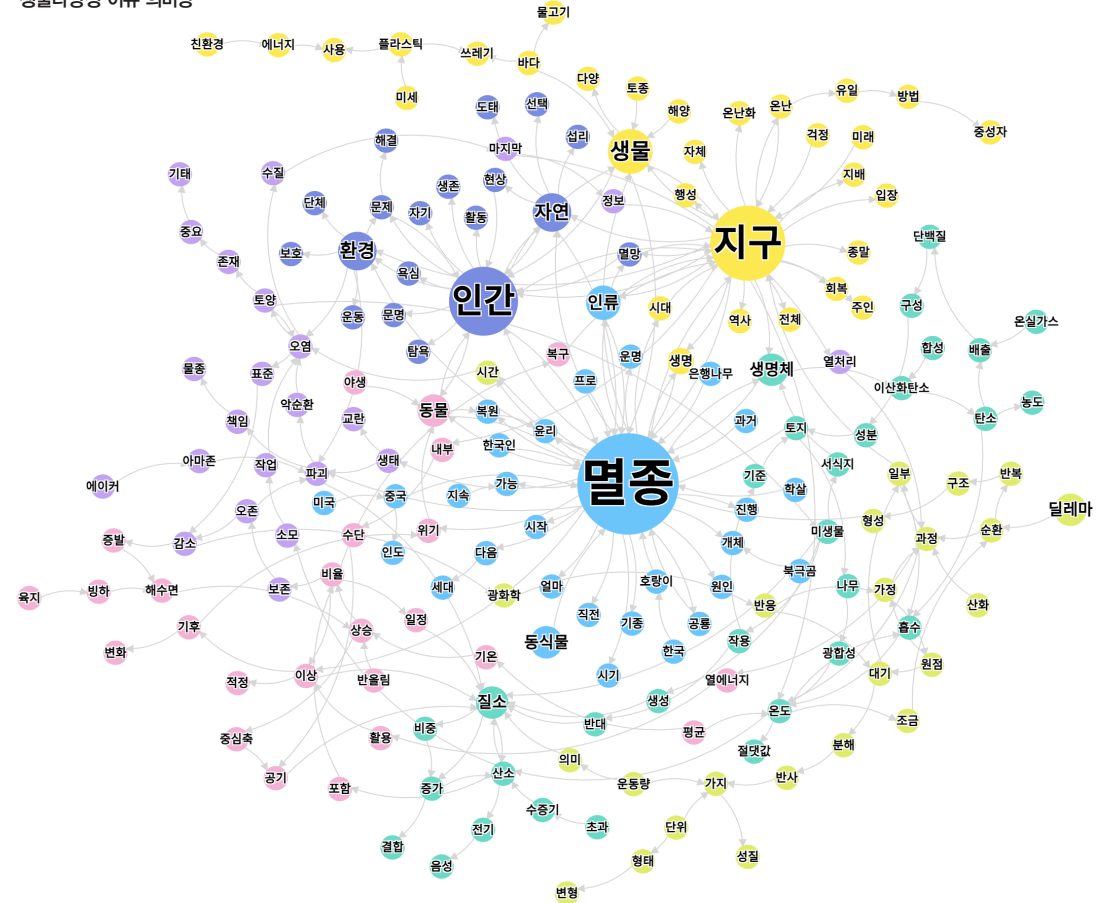 물고기
친환경
에너지
사용
플라스틱
쓰레기
바다
미세
다양
토종
해양
온난화
온난
유일
방법
중성자
도태
선택
섭리
해결
마지막
생물
자체
걱정
미래
기태
수질
현상
생존
단체
문제
자기
활동
자연
정보
행성
지배
입장
중요
보호
환경
존재
욕심
멸망
지구
종말
단백질
토양
인간
인류
시대
회복
주인
구성
운동
문명
역사
전체
온실가스
오염
탐욕
복구
운명
생명
은행나무
생명체
열처리
합성
배출
이산화탄소
물종
표준
야생
시간
프로
농도
악순환
책임
교란
동물
복원
윤리
과거
토지
성분
탄소
내부
한국인
아마존
작업
파괴
생태
멸종
서식지
일부
구조
반복
에이커
미국
중국
지속
가능
기준
학살
오존
진행
형성
딜레마
증발
감소
소모
수단
위기
시작
개체
미생물
과정
순환
인도
다음
육지
빙하
해수면
보존
비율
세대
광화학
얼마
호랑이
원인
북극곰
나무
가정
반응
산화
기후
상승
일정
직전
기종
공룡
흡수
변화
동식물
한국
작용
광합성
원점
적정
이상
반올림
기온
시기
열에너지
대기
질소
생성
온도
조금
중심축
활용
비중
반대
평균
절댓값
분해
공기
포함
증가
산소
의미
운동량
가지
반사
수증기
결합
전기
초과
단위
음성
형태
성질
변형